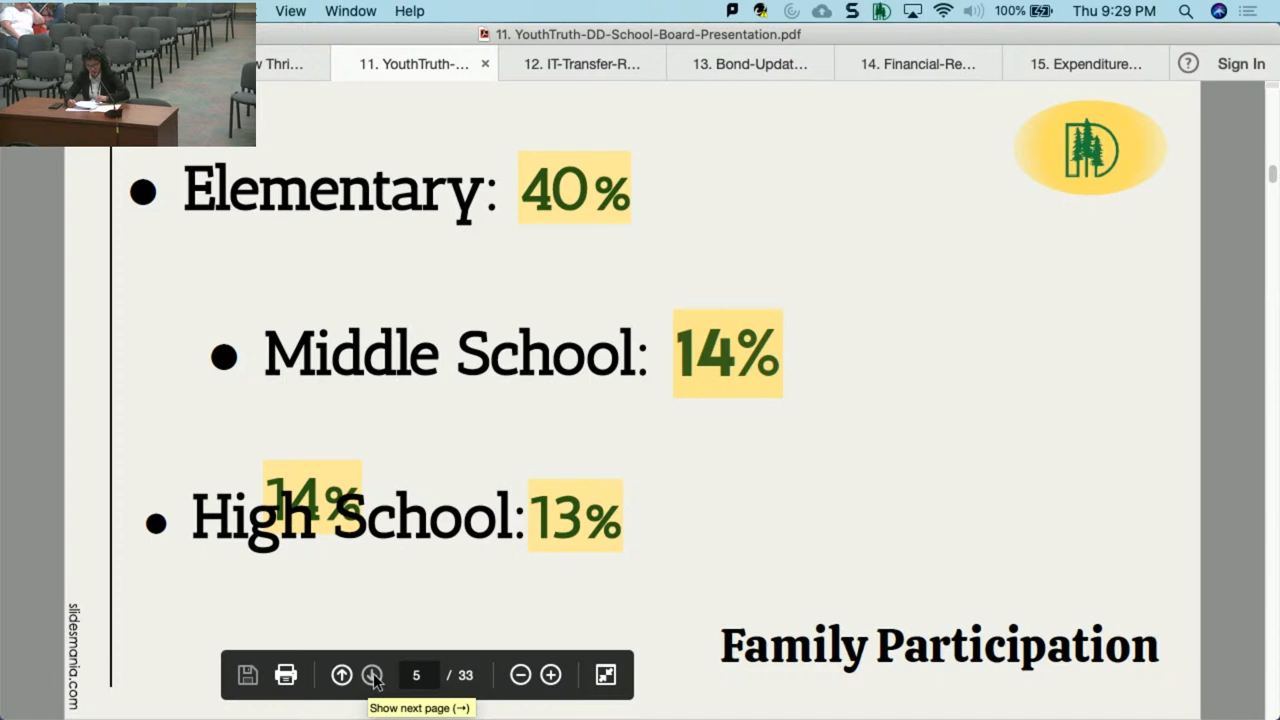 View Window Help
100% Thu 9:29 PM
11. YouthTruth-DD-School-Board-Presentation.pdf
w Thri...
11. YouthTruth-... ×
12. IT-Transfer-R...
13. Bond-Updat...
14. Financial-Re...
15. Expenditure...
? Sign In
• Elementary: 40%
• Middle School: 14%
14%
• High School: 13%
Family Participation
slidesmania.com
5 / 33
Show next page (→)